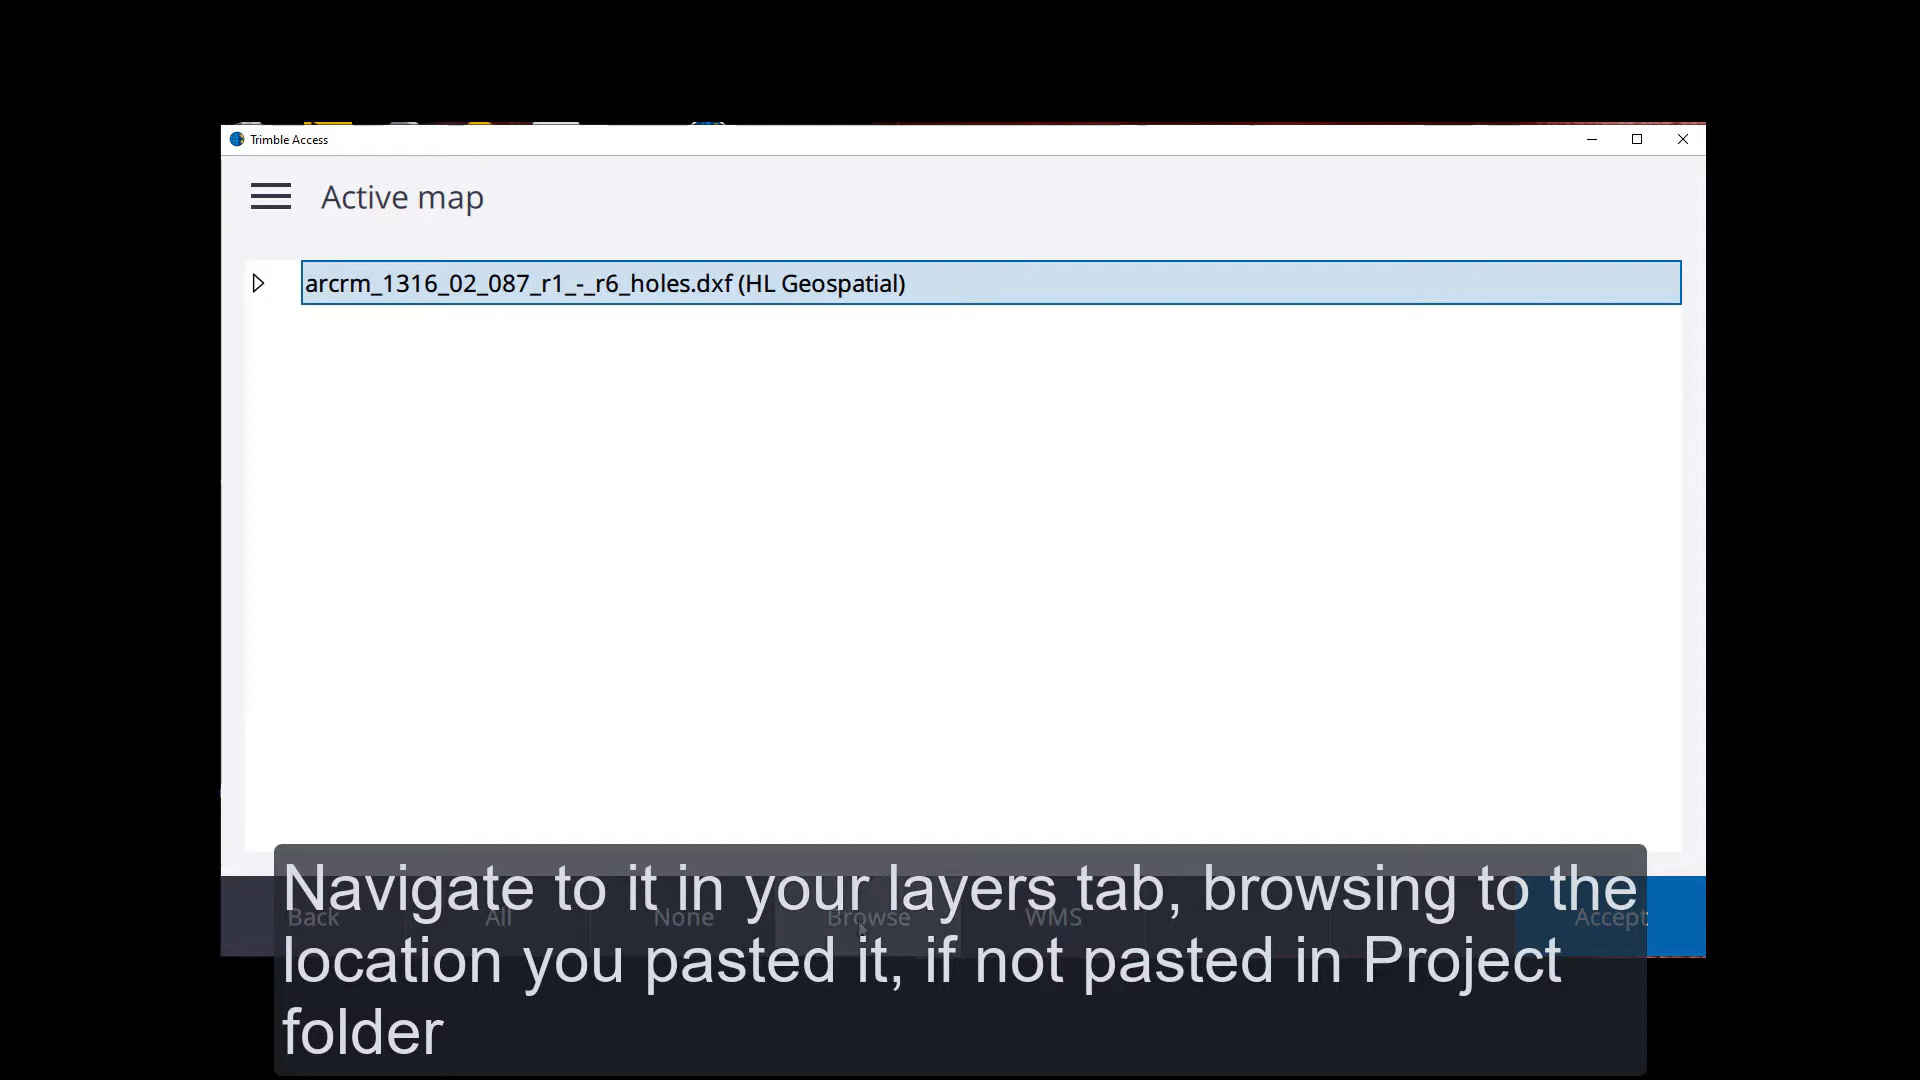 Trimble Access
Active map
arcrm_1316_02_087_r1_-_r6_holes.dxf (HL Geospatial)
Back All None Browse WMS Accept
Navigate to it in your layers tab, browsing to the
location you pasted it, if not pasted in Project
folder